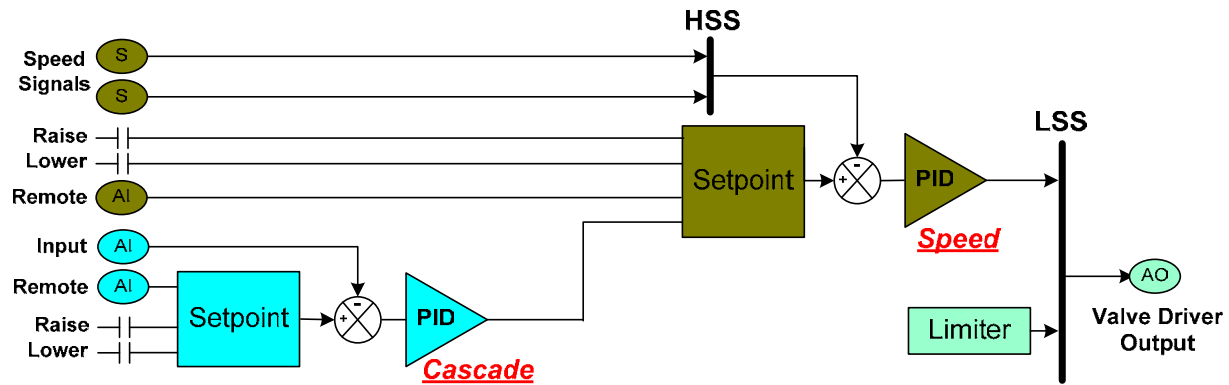 HSS
Speed
Signals
S
S
Raise
Lower
Remote
AI
Setpoint
PID
Speed
LSS
Input
AI
Remote
AI
Raise
Lower
Setpoint
PID
Cascade
Limiter
AO
Valve Driver
Output
+
-
+
-